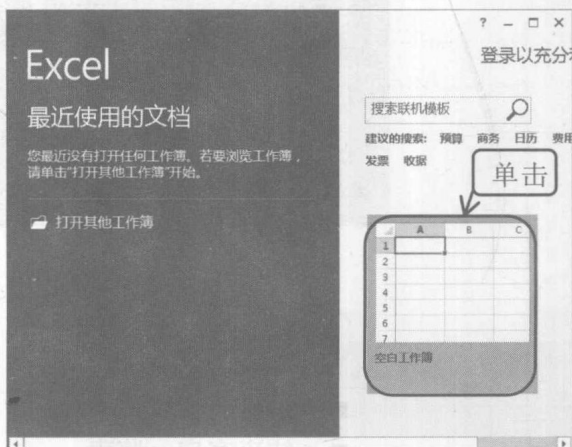 ?
登录以充分
Excel
最近使用的文档
您最近没有打开任何工作簿。若要浏览工作簿，
请单击"打开其他工作簿"开始。
打开其他工作簿
搜索联机模板
建议的搜索: 预算 商务 日历 费用
发票 收据
单击
A B C
1
2
3
4
5
6
7
空白工作簿